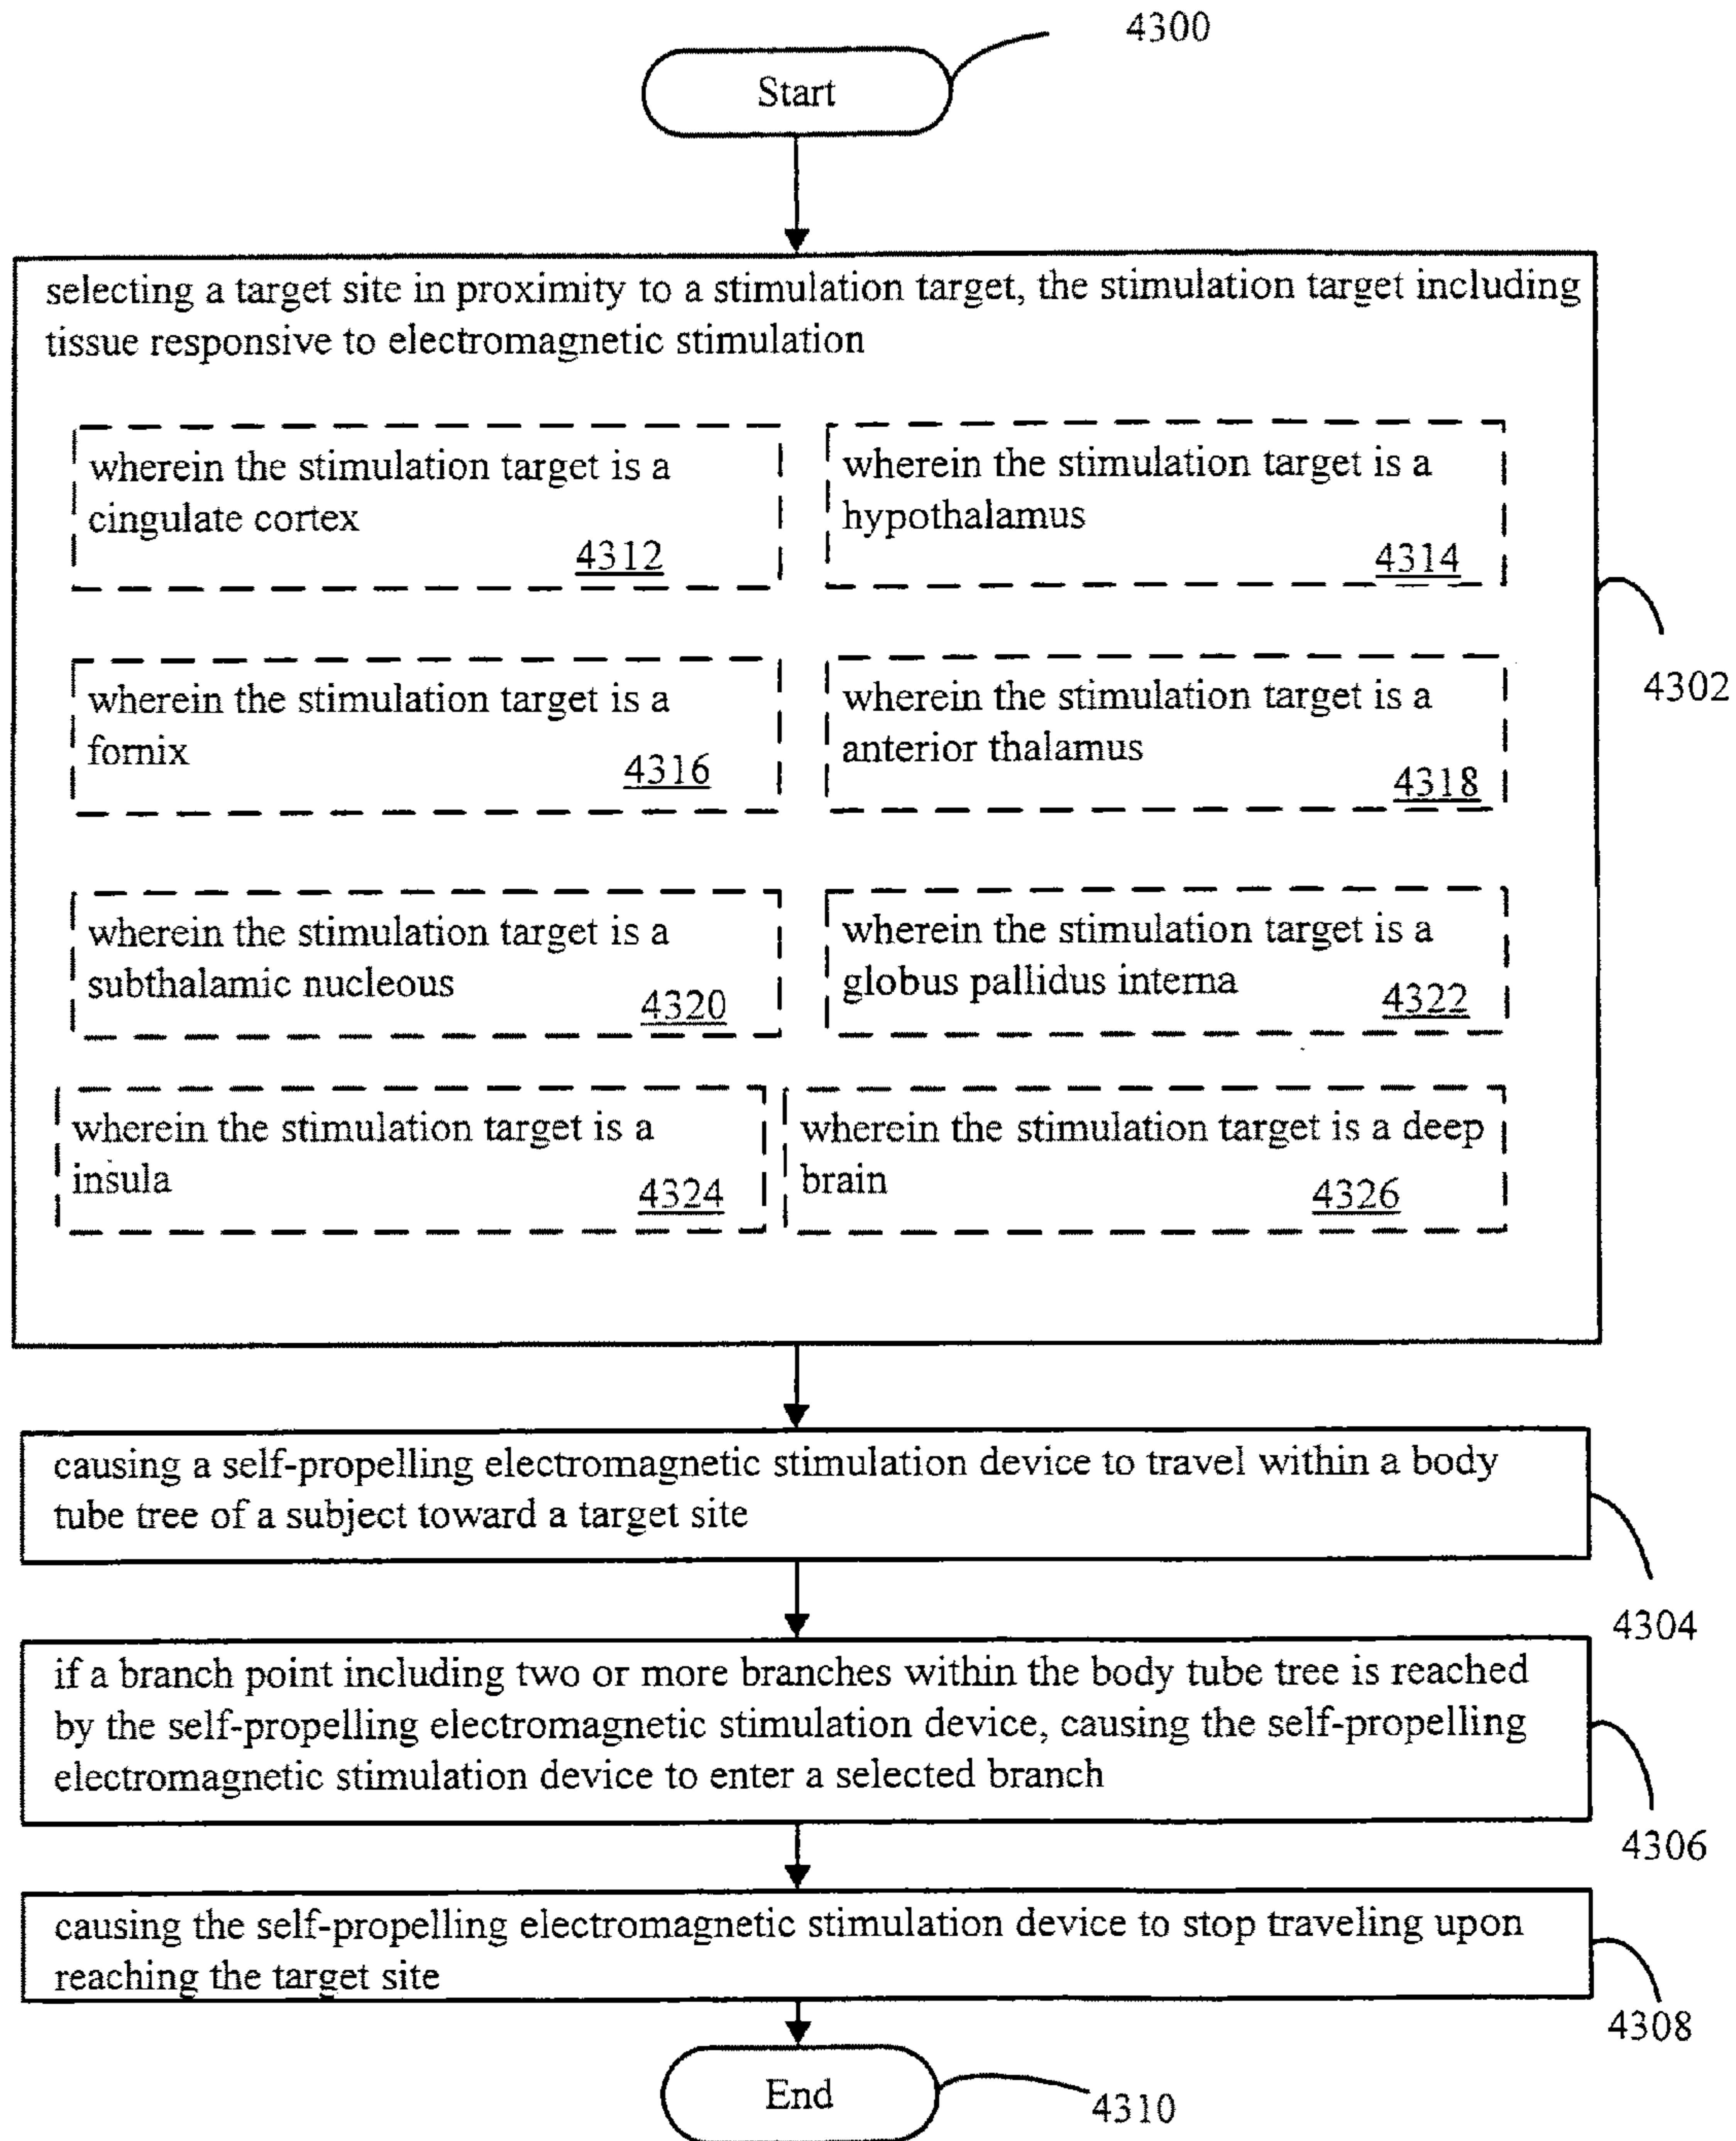 4300
Start
selecting a target site in proximity to a stimulation target, the stimulation target including
tissue responsive to electromagnetic stimulation
wherein the stimulation target is a
cingulate cortex
4312
wherein the stimulation target is a
hypothalamus
4314
4302
wherein the stimulation target is a
fornix
4316
wherein the stimulation target is a
anterior thalamus
4318
wherein the stimulation target is a
subthalamic nucleous
4320
wherein the stimulation target is a
globus pallidus interna
4322
wherein the stimulation target is a
insula
4324
wherein the stimulation target is a deep
brain
4326
causing a self-propelling electromagnetic stimulation device to travel within a body
tube tree of a subject toward a target site
4304
if a branch point including two or more branches within the body tube tree is reached
by the self-propelling electromagnetic stimulation device, causing the self-propelling
electromagnetic stimulation device to enter a selected branch
4306
causing the self-propelling electromagnetic stimulation device to stop traveling upon
reaching the target site
4308
End
4310